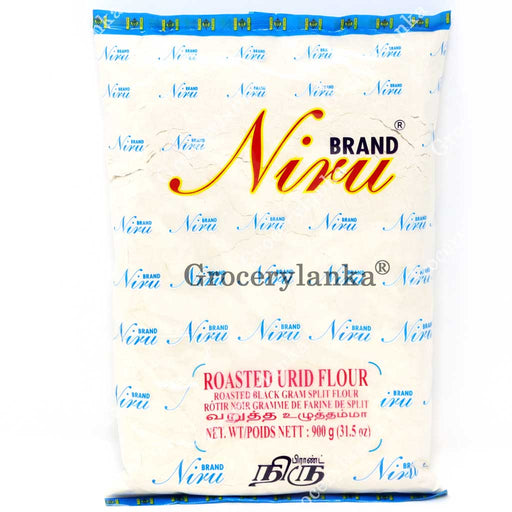 Niru BRAND ®
Grocerylanka®
ROASTED URID FLOUR
ROASTED BLACK GRAM SPLIT FLOUR
RÔTIR NOIR GRAMME DE FARINE DE SPLIT
வறுத்த உழுத்தம்மா
NET. WT/POIDS NETT : 900 g (31.5 oz)
Niru BRAND
பிராண்ட்
நிரு